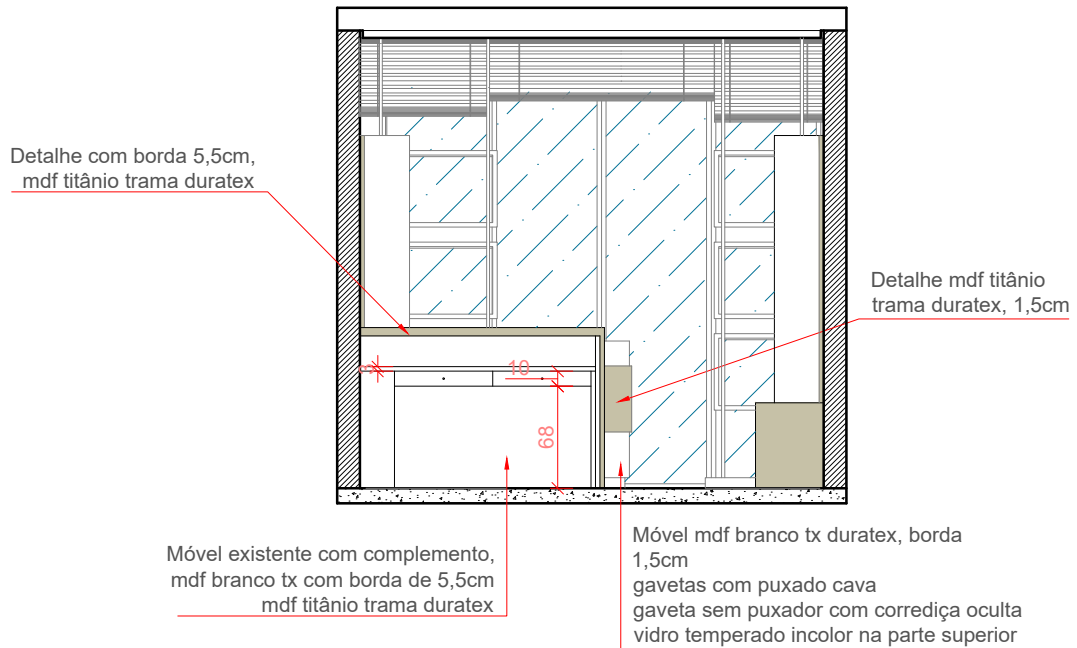 Detalhe com borda 5,5cm,
mdf titânio trama duratex
Detalhe mdf titânio
trama duratex, 1,5cm
10
68
Móvel existente com complemento,
mdf branco tx com borda de 5,5cm
mdf titânio trama duratex
Móvel mdf branco tx duratex, borda
1,5cm
gavetas com puxado cava
gaveta sem puxador com corrediça oculta
vidro temperado incolor na parte superior